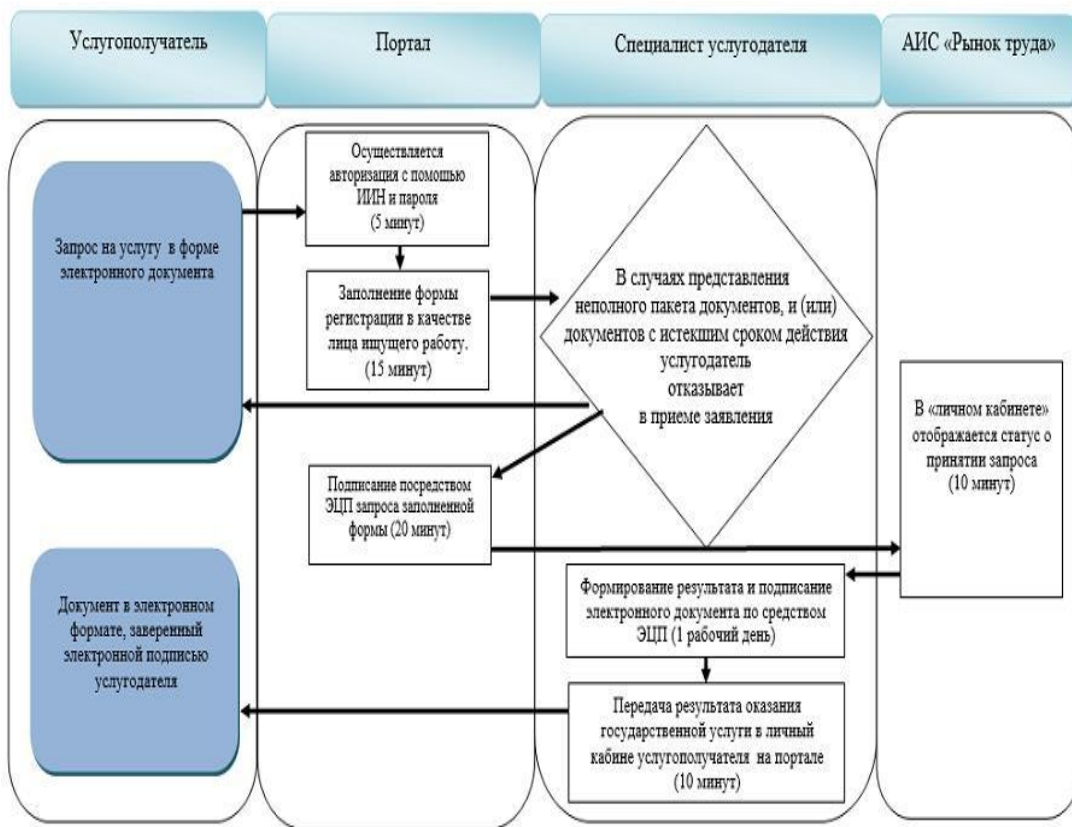 Услугополучатель
Портал
Специалист услугодателя
АИС «Рынок труда»
Запрос на услугу в форме
электронного документа
Осуществляется
авторизация с помощью
ИИН и пароля
(5 минут)
Заполнение формы
регистрации в качестве
лица ищущего работу.
(15 минут)
В случаях представления
неполного пакета документов, и (или)
документов с истекшим сроком действия
услугодатель
отказывает
в приеме заявления
Подписание посредством
ЭЦП запроса заполненной
формы (20 минут)
В «личном кабинете»
отображается статус о
принятии запроса
(10 минут)
Формирование результата и подписание
электронного документа по средством
ЭЦП (1 рабочий день)
Передача результата оказания
государственной услуги в личный
кабине услугополучателя на портале
(10 минут)
Документ в электронном
формате, заверенный
электронной подписью
услугодателя